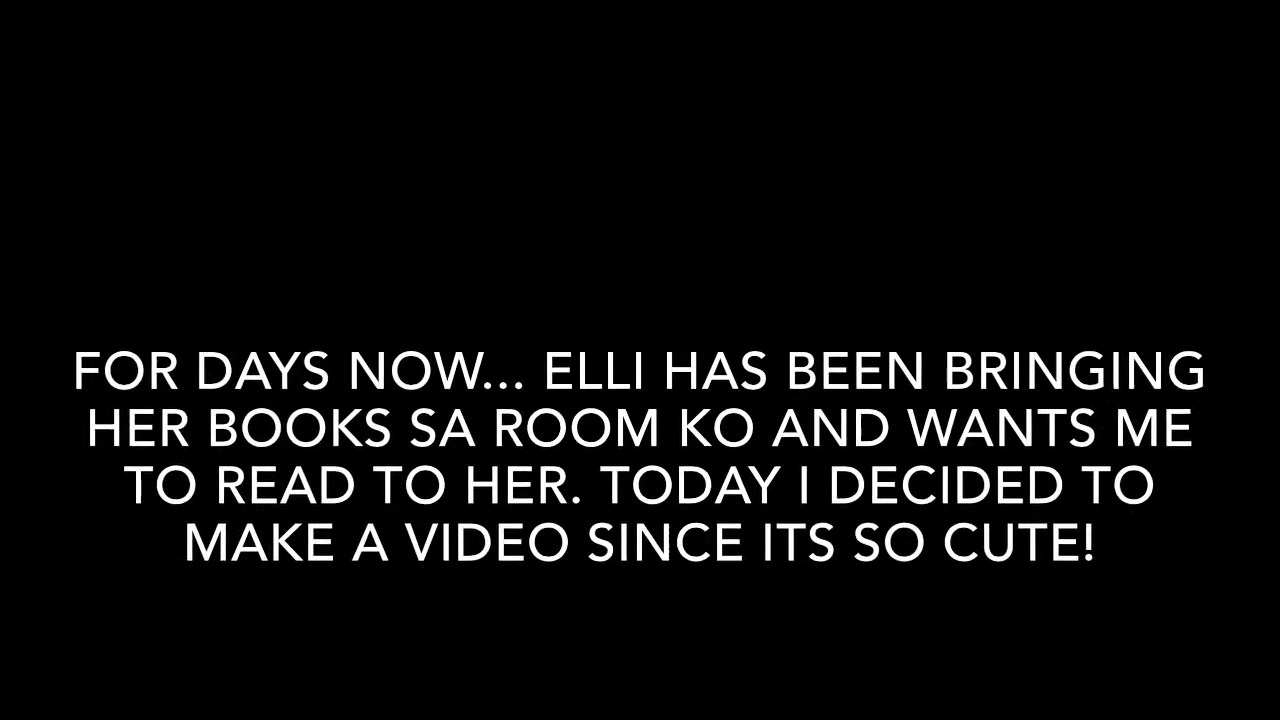 FOR DAYS NOW... ELLI HAS BEEN BRINGING
HER BOOKS SA ROOM KO AND WANTS ME
TO READ TO HER. TODAY I DECIDED TO
MAKE A VIDEO SINCE ITS SO CUTE!